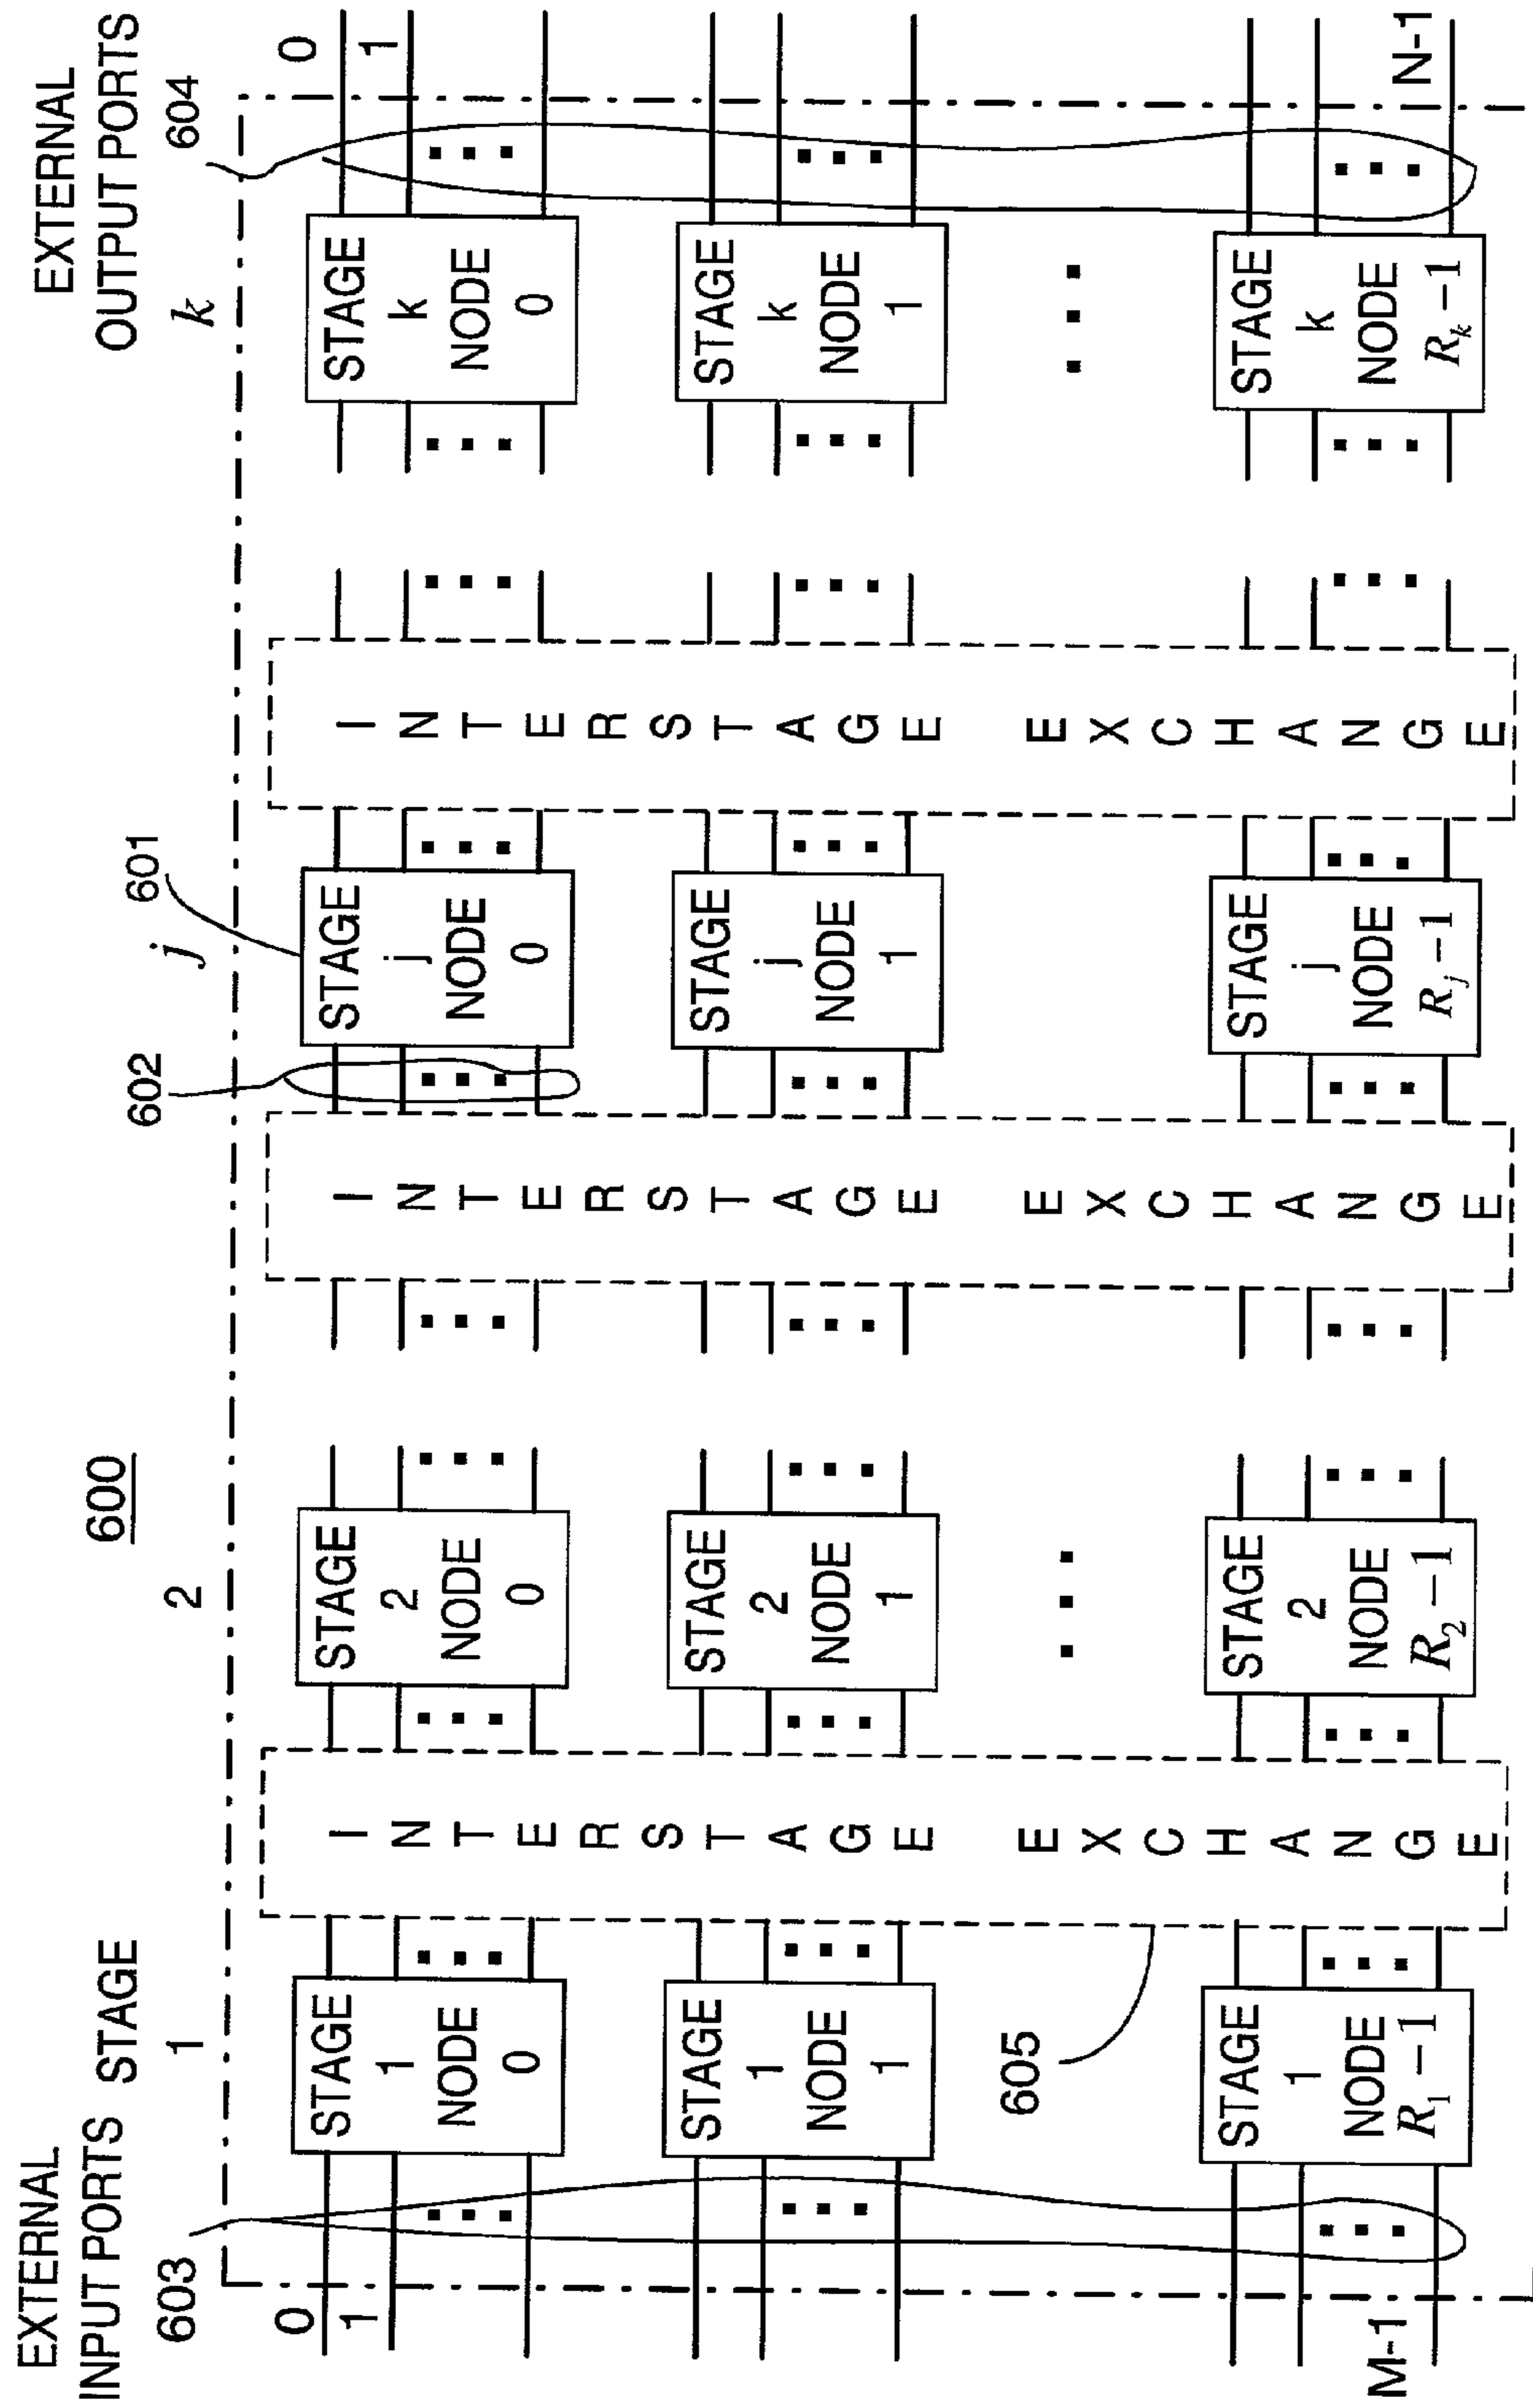 600
EXTERNAL
INPUT PORTS
STAGE
1
2
j
k
EXTERNAL
OUTPUT PORTS
603
602
601
604
605
0
1
M-1
0
1
N-1
STAGE
1
NODE
0
STAGE
1
NODE
1
STAGE
1
NODE
R₁−1
INTERSTAGE EXCHANGE
STAGE
2
NODE
0
STAGE
2
NODE
1
STAGE
2
NODE
R₂−1
INTERSTAGE EXCHANGE
STAGE
j
NODE
0
STAGE
j
NODE
1
STAGE
j
NODE
Rⱼ−1
INTERSTAGE EXCHANGE
STAGE
k
NODE
0
STAGE
k
NODE
1
STAGE
k
NODE
Rₖ−1